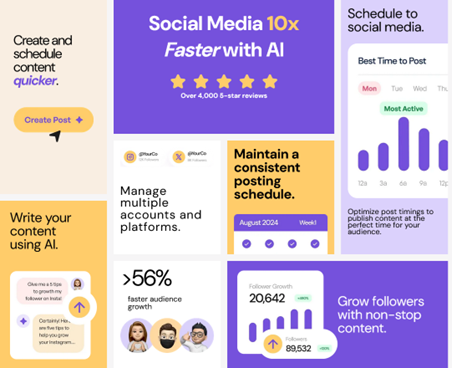 Create and
schedule
content
quicker.
Create Post
Social Media 10x
Faster with AI
Over 4,000 5-star reviews
Schedule to
social media.
Best Time to Post
Mon Tue Wed Thu
Most Active
12a 3a 6a 9a 12p
Optimize post timings to
publish content at the
perfect time for your
audience.
@YourCo
@YourCo
Manage
multiple
accounts and
platforms.
Maintain a
consistent
posting
schedule.
August 2024 Week1
Write your
content
using AI.
Give me a 5 tips
to growth my
follower on Insta!
Certainly! Here
are five tips to
help you grow
your Instagram...
>56%
faster audience
growth
Follower Growth
20,642
Followers
89,532
Grow followers
with non-stop
content.